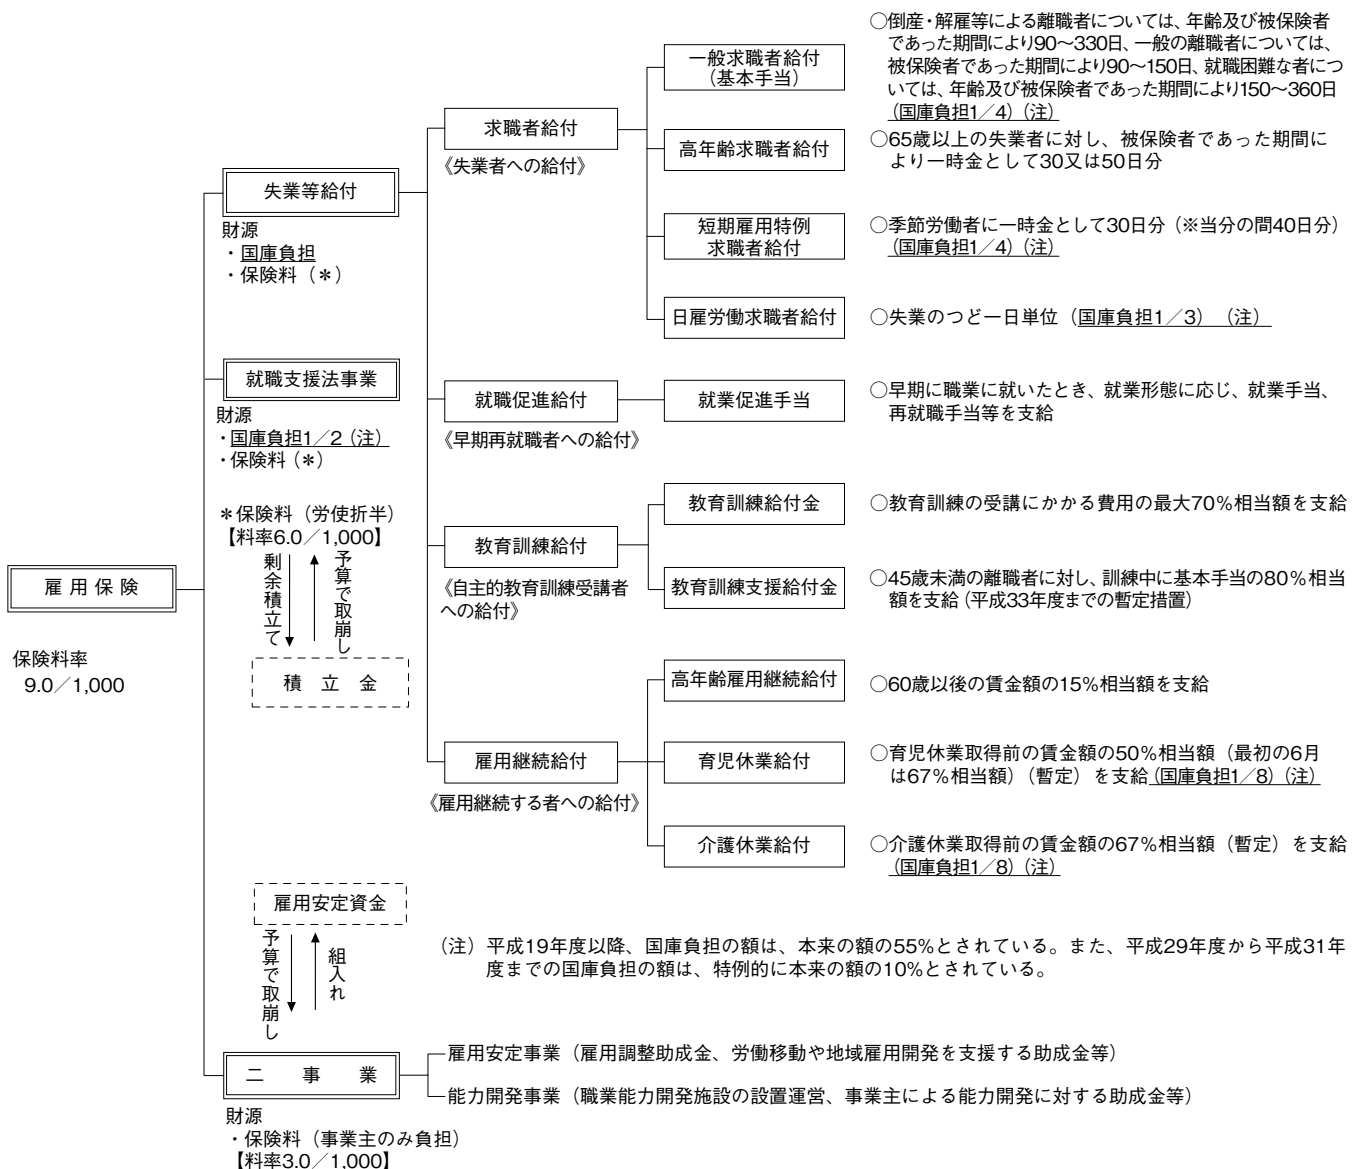 雇用保険
保険料率
9.0／1,000
失業等給付
財源
・国庫負担
・保険料（＊）
就職支援法事業
財源
・国庫負担1／2（注）
・保険料（＊）
＊保険料（労使折半）
【料率6.0／1,000】
剰余積立て
予算で取崩し
積立金
雇用安定資金
予算で取崩し
組入れ
二事業
財源
・保険料（事業主のみ負担）
【料率3.0／1,000】
求職者給付
《失業者への給付》
一般求職者給付
（基本手当）
○倒産・解雇等による離職者については、年齢及び被保険者
であった期間により90～330日、一般の離職者については、
被保険者であった期間により90～150日、就職困難な者につ
いては、年齢及び被保険者であった期間により150～360日
（国庫負担1／4）（注）
高年齢求職者給付
○65歳以上の失業者に対し、被保険者であった期間に
より一時金として30又は50日分
短期雇用特例
求職者給付
○季節労働者に一時金として30日分（※当分の間40日分）
（国庫負担1／4）（注）
日雇労働求職者給付
○失業のつど一日単位（国庫負担1／3）（注）
就職促進給付
《早期再就職者への給付》
就業促進手当
○早期に職業に就いたとき、就業形態に応じ、就業手当、
再就職手当等を支給
教育訓練給付
《自主的教育訓練受講者
への給付》
教育訓練給付金
○教育訓練の受講にかかる費用の最大70％相当額を支給
教育訓練支援給付金
○45歳未満の離職者に対し、訓練中に基本手当の80％相当
額を支給（平成33年度までの暫定措置）
雇用継続給付
《雇用継続する者への給付》
高年齢雇用継続給付
○60歳以後の賃金額の15％相当額を支給
育児休業給付
○育児休業取得前の賃金額の50％相当額（最初の6月
は67％相当額）（暫定）を支給（国庫負担1／8）（注）
介護休業給付
○介護休業取得前の賃金額の67％相当額（暫定）を支給
（国庫負担1／8）（注）
（注）平成19年度以降、国庫負担の額は、本来の額の55%とされている。また、平成29年度から平成31年
度までの国庫負担の額は、特例的に本来の額の10％とされている。
雇用安定事業（雇用調整助成金、労働移動や地域雇用開発を支援する助成金等）
能力開発事業（職業能力開発施設の設置運営、事業主による能力開発に対する助成金等）